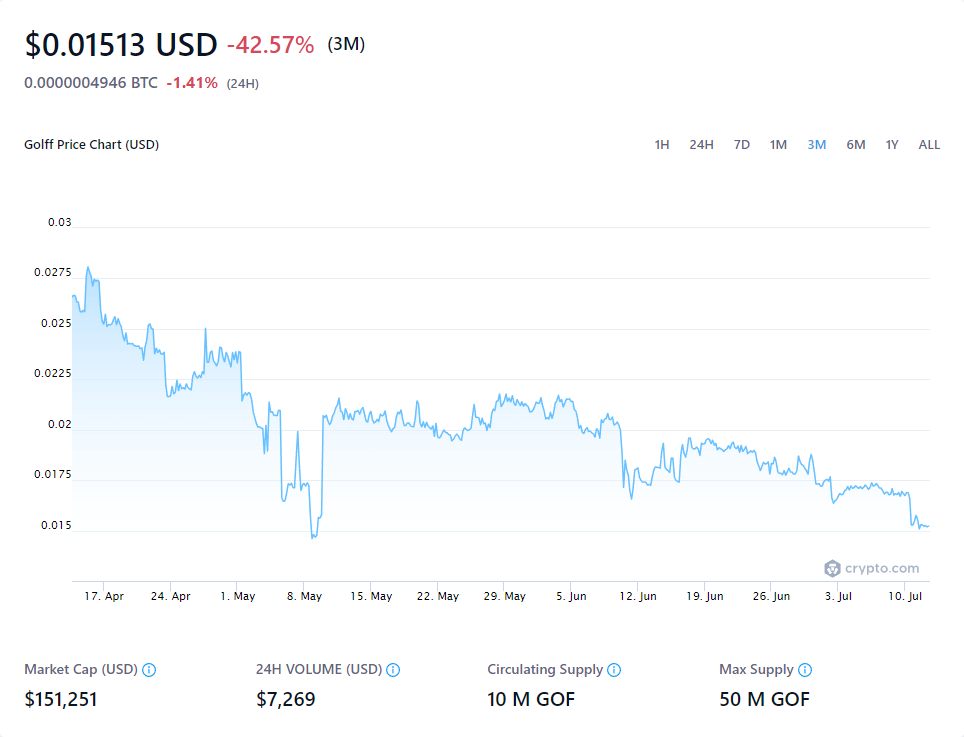 $0.01513 USD -42.57% (3M)
0.0000004946 BTC -1.41% (24H)
Golff Price Chart (USD) 1H 24H 7D 1M 3M 6M 1Y ALL
0.03
0.0275
0.025
0.0225
0.02
0.0175
0.015
crypto.com
17. Apr 24. Apr 1. May 8. May 15. May 22. May 29. May 5. Jun 12. Jun 19. Jun 26. Jun 3. Jul 10. Jul
Market Cap (USD) 24H VOLUME (USD) Circulating Supply Max Supply
$151,251 $7,269 10 M GOF 50 M GOF